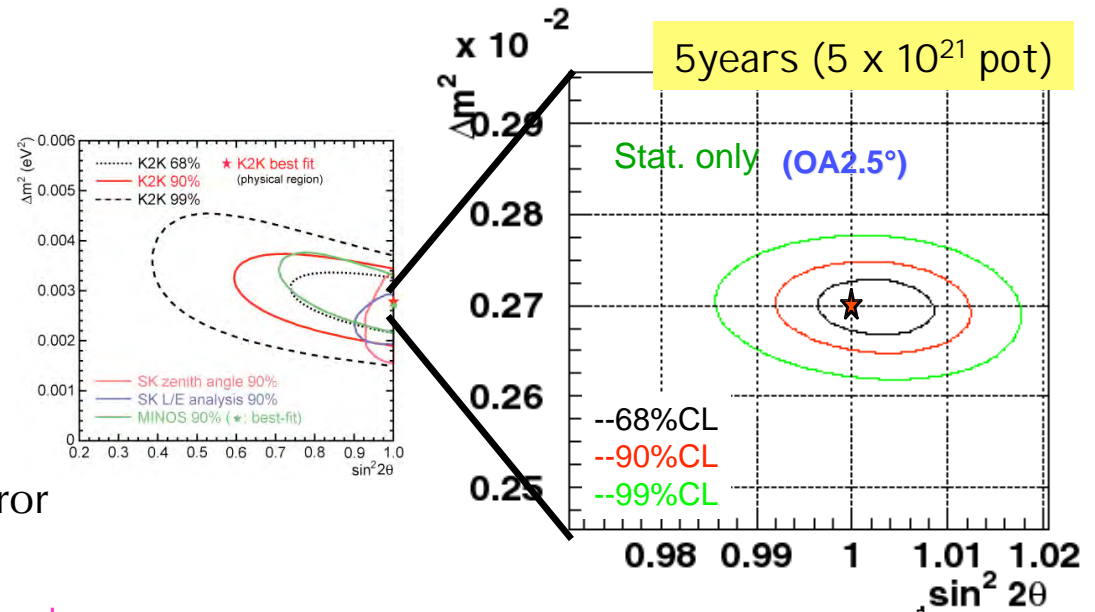 x 10 -2
5years (5 x 10²¹ pot)
Δm²
0.29
Stat. only (OA2.5°)
0.28
0.27
0.26
0.25
--68%CL
--90%CL
--99%CL
0.98 0.99 1 1.01 1.02
sin² 2θ
Δm² (eV²)
0.006
0.005
0.004
0.003
0.002
0.001
0
K2K 68% ★ K2K best fit
K2K 90% (physical region)
K2K 99%
SK zenith angle 90%
SK L/E analysis 90%
MINOS 90% (★: best-fit)
0.2 0.3 0.4 0.5 0.6 0.7 0.8 0.9 1.0
sin²2θ
ror